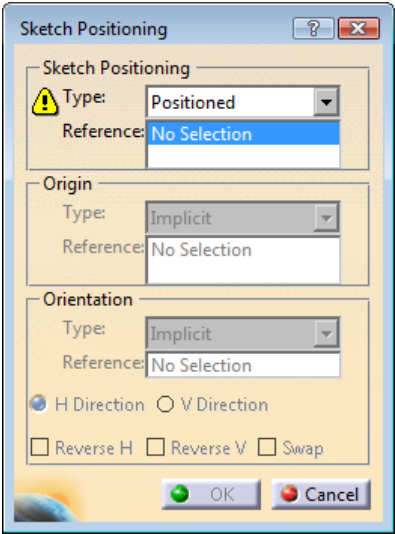 Sketch Positioning
Sketch Positioning
Type: Positioned
Reference: No Selection
Origin
Type: Implicit
Reference: No Selection
Orientation
Type: Implicit
Reference: No Selection
H Direction V Direction
Reverse H Reverse V Swap
OK Cancel